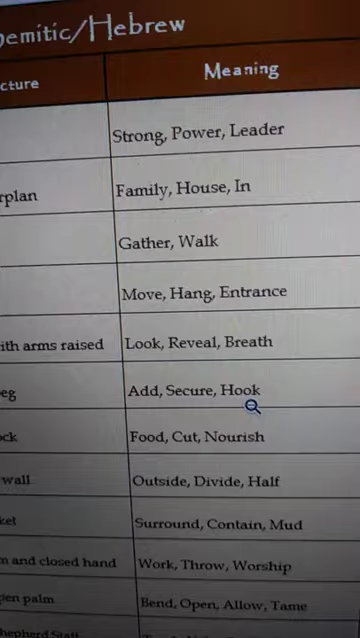 emitic/Hebrew
cture Meaning
Strong, Power, Leader
rplan Family, House, In
Gather, Walk
Move, Hang, Entrance
ith arms raised Look, Reveal, Breath
eg Add, Secure, Hook
ck Food, Cut, Nourish
wall Outside, Divide, Half
ket Surround, Contain, Mud
m and closed hand Work, Throw, Worship
pen palm Bend, Open, Allow, Tame